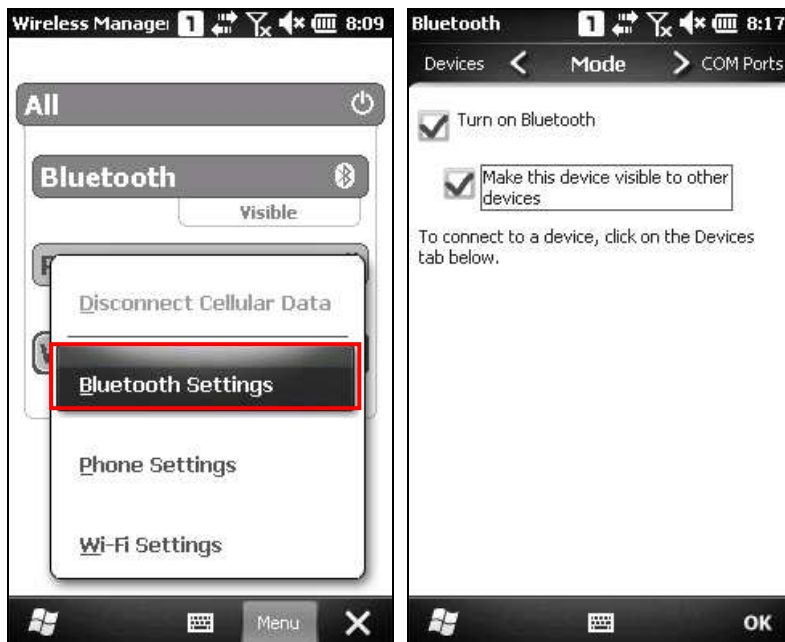 Wireless Manager 1 8:09
All
Bluetooth
Visible
Disconnect Cellular Data
Bluetooth Settings
Phone Settings
Wi-Fi Settings
Menu
Bluetooth 1 8:17
Devices Mode COM Ports
Turn on Bluetooth
Make this device visible to other
devices
To connect to a device, click on the Devices
tab below.
OK